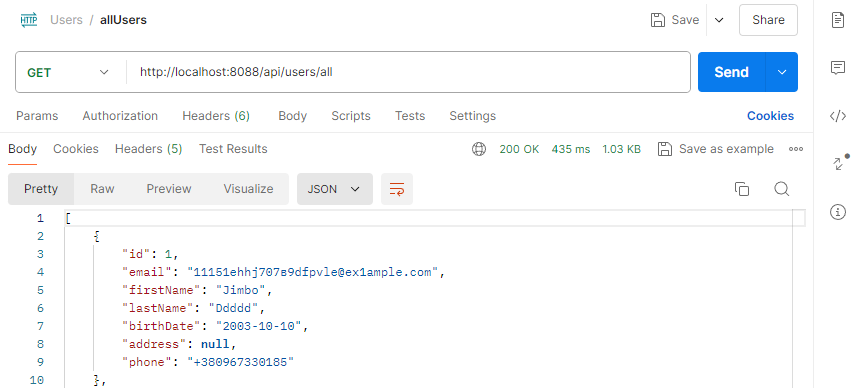 HTTP Users / allUsers Save Share
GET http://localhost:8088/api/users/all Send
Params Authorization Headers (6) Body Scripts Tests Settings Cookies
Body Cookies Headers (5) Test Results 200 OK 435 ms 1.03 KB Save as example
Pretty Raw Preview Visualize JSON
1 [
2 {
3 "id": 1,
4 "email": "11151ehhj707в9dfpvle@ex1ample.com",
5 "firstName": "Jimbo",
6 "lastName": "Ddddd",
7 "birthDate": "2003-10-10",
8 "address": null,
9 "phone": "+380967330185"
10 },